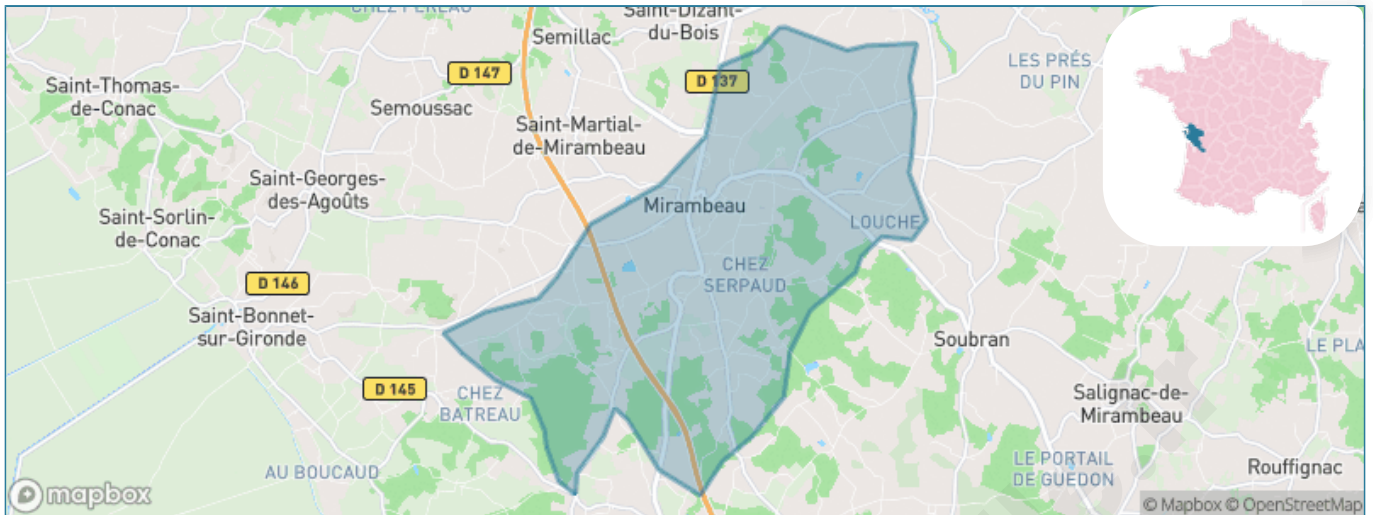 CHEZ PÉREAU
Saint-Dizant-
du-Bois
Semillac
D 147
D 137
LES PRÉS
DU PIN
Saint-Thomas-
de-Conac
Semoussac
Saint-Martial-
de-Mirambeau
Saint-Georges-
des-Agoûts
Mirambeau
LOUCHE
Saint-Sorlin-
de-Conac
CHEZ
SERPAUD
D 146
Saint-Bonnet-
sur-Gironde
Soubran
LE PLA
D 145
CHEZ
BATREAU
Salignac-de-
Mirambeau
AU BOUCAUD
LE PORTAIL
DE GUEDON
Rouffignac
mapbox
© Mapbox © OpenStreetMap